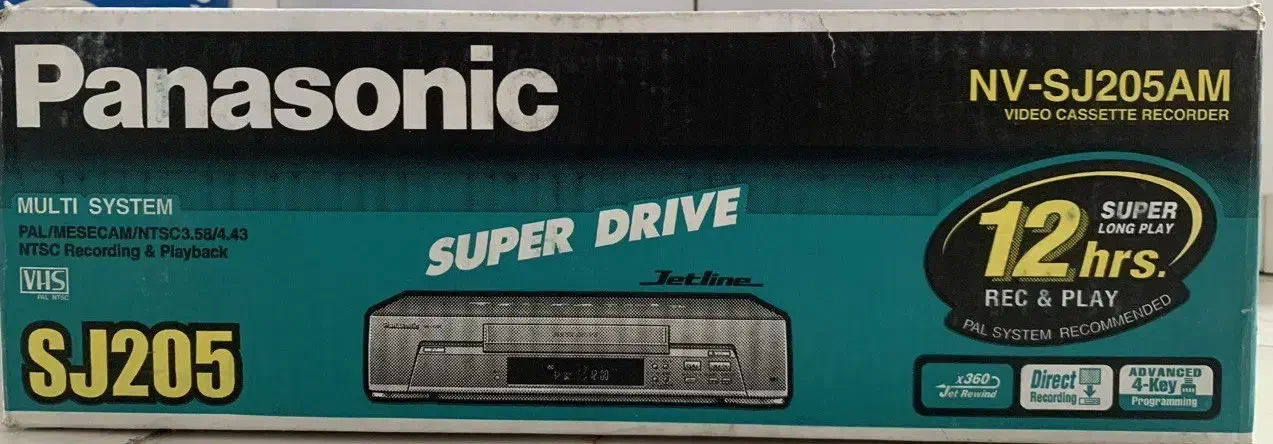 Panasonic
NV-SJ205AM
VIDEO CASSETTE RECORDER
MULTI SYSTEM
PAL/MESECAM/NTSC3.58/4.43
NTSC Recording & Playback
VHS
PAL NTSC
SJ205
SUPER DRIVE
Jetline
12 hrs.
SUPER
LONG PLAY
REC & PLAY
PAL SYSTEM RECOMMENDED
x360
Jet Rewind
Direct
Recording
ADVANCED
4-Key
Programming